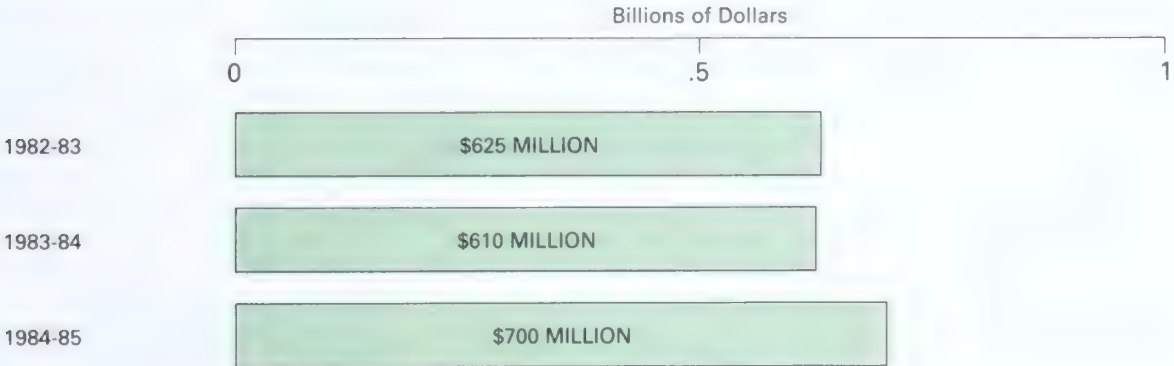 Billions of Dollars
0 .5 1
1982-83 $625 MILLION
1983-84 $610 MILLION
1984-85 $700 MILLION